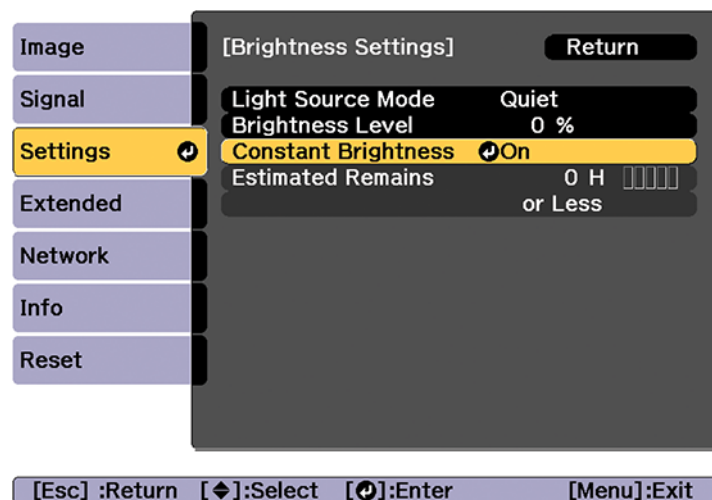 Image
Signal
Settings
Extended
Network
Info
Reset
[Brightness Settings] Return
Light Source Mode Quiet
Brightness Level 0 %
Constant Brightness On
Estimated Remains 0 H
or Less
[Esc] :Return [◆]:Select [↵]:Enter [Menu]:Exit